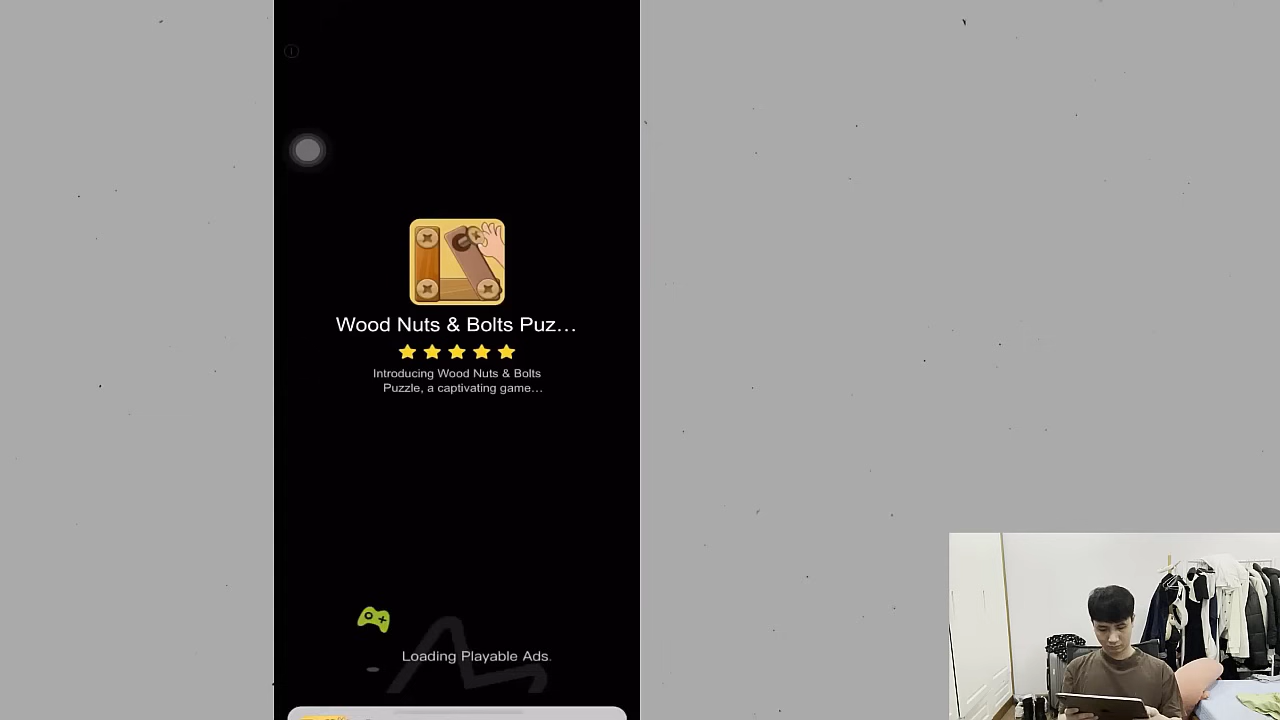 Wood Nuts & Bolts Puz...
Introducing Wood Nuts & Bolts
Puzzle, a captivating game...
Loading Playable Ads.